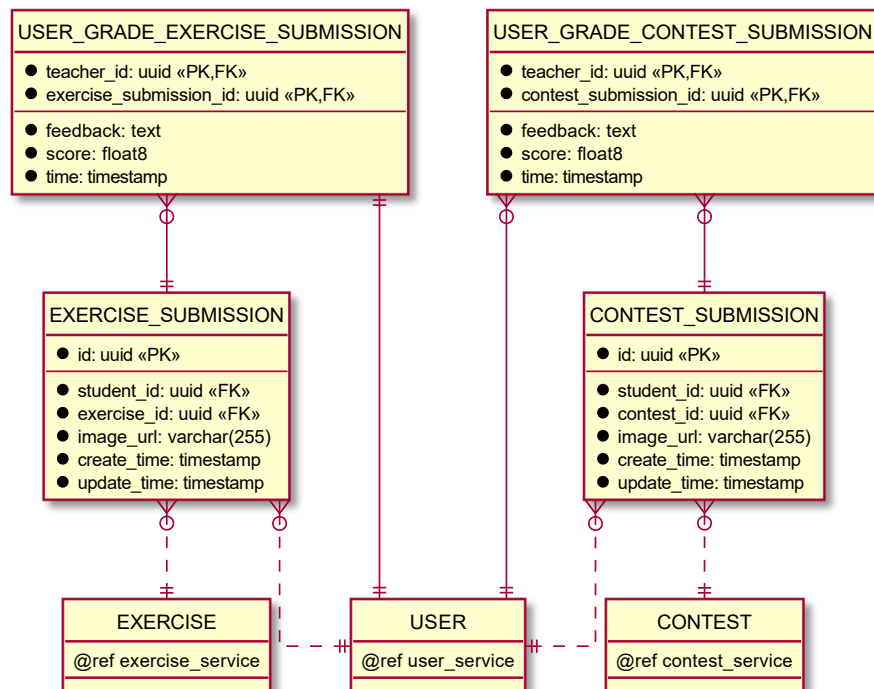 USER_GRADE_EXERCISE_SUBMISSION
teacher_id: uuid «PK,FK»
exercise_submission_id: uuid «PK,FK»
feedback: text
score: float8
time: timestamp
USER_GRADE_CONTEST_SUBMISSION
teacher_id: uuid «PK,FK»
contest_submission_id: uuid «PK,FK»
feedback: text
score: float8
time: timestamp
EXERCISE_SUBMISSION
id: uuid «PK»
student_id: uuid «FK»
exercise_id: uuid «FK»
image_url: varchar(255)
create_time: timestamp
update_time: timestamp
CONTEST_SUBMISSION
id: uuid «PK»
student_id: uuid «FK»
contest_id: uuid «FK»
image_url: varchar(255)
create_time: timestamp
update_time: timestamp
EXERCISE
@ref exercise_service
USER
@ref user_service
CONTEST
@ref contest_service